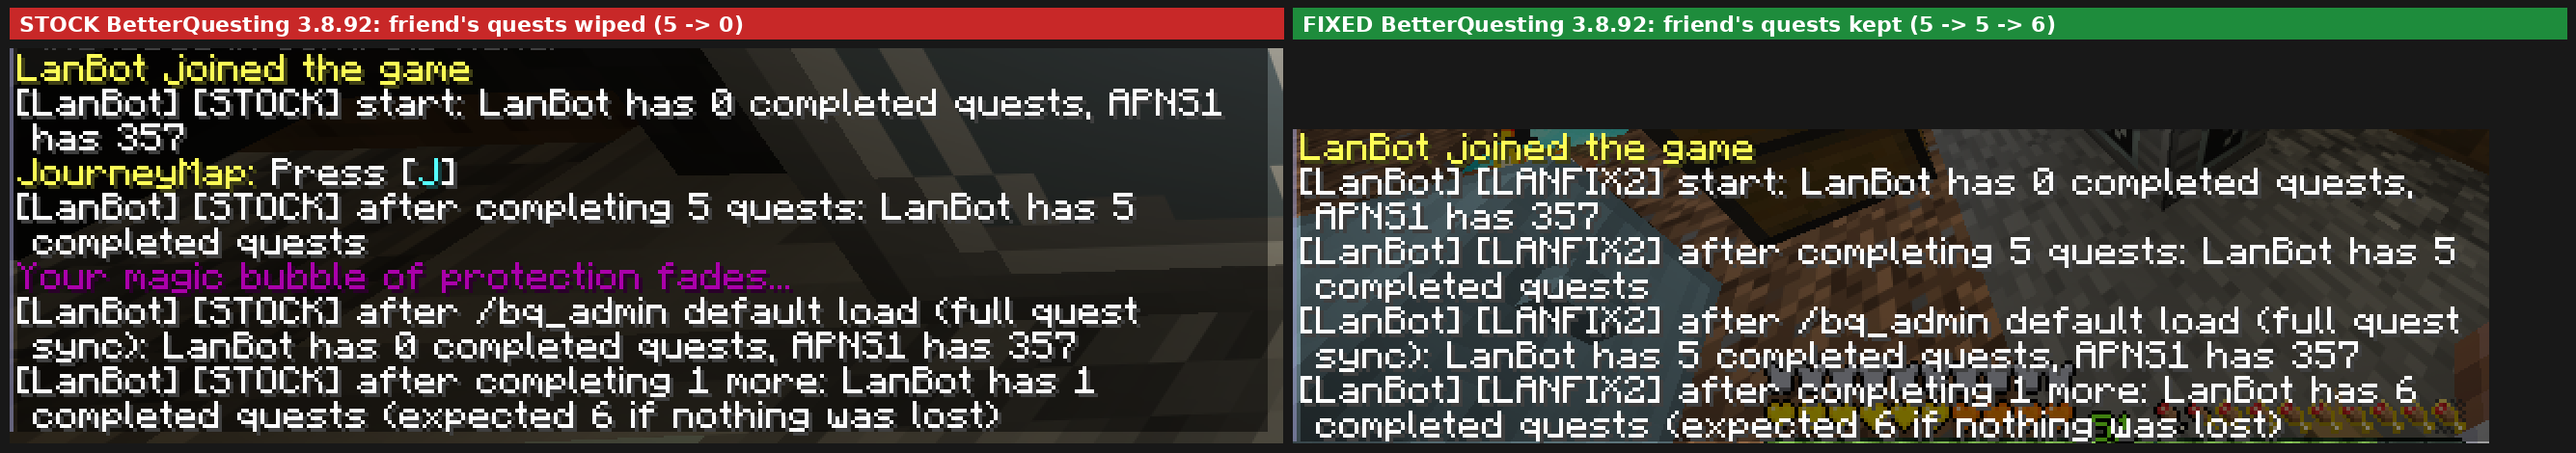 STOCK BetterQuesting 3.8.92: friend's quests wiped (5 -> 0)
LanBot joined the game
[LanBot] [STOCK] start: LanBot has 0 completed quests, APNS1
has 357
JourneyMap: Press [J]
[LanBot] [STOCK] after completing 5 quests: LanBot has 5
completed quests
Your magic bubble of protection fades...
[LanBot] [STOCK] after /bq_admin default load (full quest
sync): LanBot has 0 completed quests, APNS1 has 357
[LanBot] [STOCK] after completing 1 more: LanBot has 1
completed quests (expected 6 if nothing was lost)
FIXED BetterQuesting 3.8.92: friend's quests kept (5 -> 5 -> 6)
LanBot joined the game
[LanBot] [LANFIX2] start: LanBot has 0 completed quests,
APNS1 has 357
[LanBot] [LANFIX2] after completing 5 quests: LanBot has 5
completed quests
[LanBot] [LANFIX2] after /bq_admin default load (full quest
sync): LanBot has 5 completed quests, APNS1 has 357
[LanBot] [LANFIX2] after completing 1 more: LanBot has 6
completed quests (expected 6 if nothing was lost)